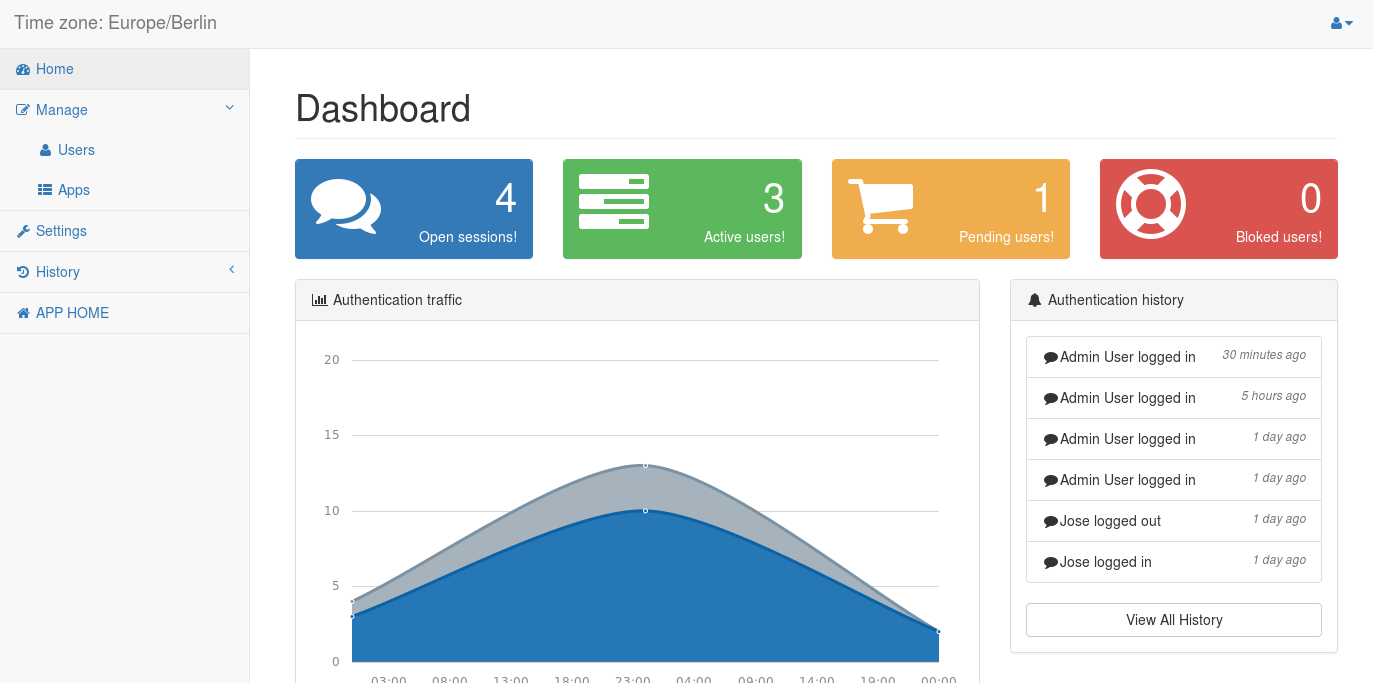 Time zone: Europe/Berlin
Home
Manage
Users
Apps
Settings
History
APP HOME
Dashboard
4
Open sessions!
3
Active users!
1
Pending users!
0
Bloked users!
Authentication traffic
20
15
10
5
0
03:00 08:00 13:00 18:00 23:00 04:00 09:00 14:00 19:00 00:00
Authentication history
Admin User logged in 30 minutes ago
Admin User logged in 5 hours ago
Admin User logged in 1 day ago
Admin User logged in 1 day ago
Jose logged out 1 day ago
Jose logged in 1 day ago
View All History